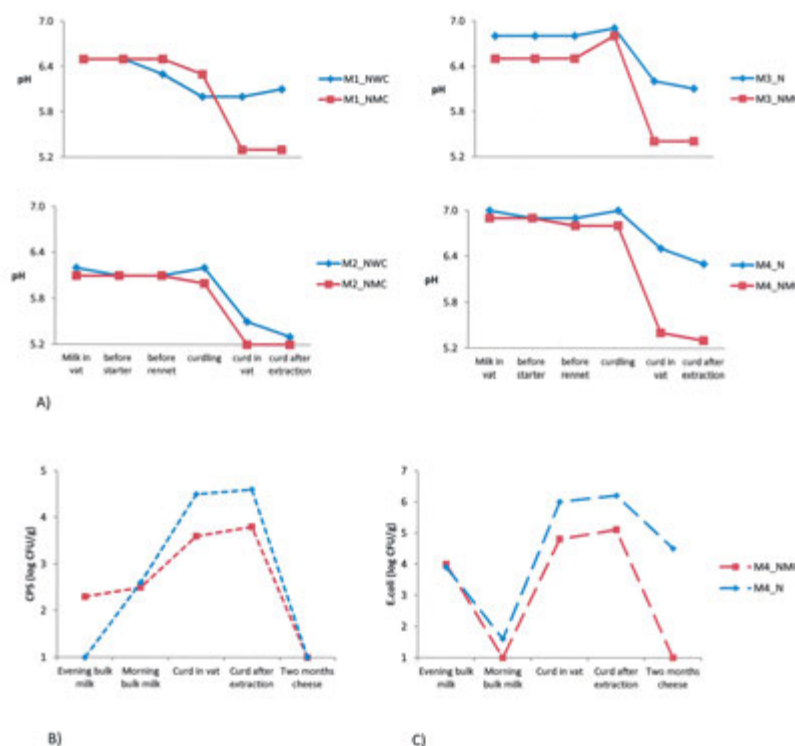 7.0
6.4
pH
5.8
5.2
M1_NWC
M1_NMC
7.0
6.4
pH
5.8
5.2
M3_N
M3_NM
pH
6.4
5.8
5.2
M2_NWC
M2_NMC
Milk in vat
before starter
before rennet
curdling
curd in vat
curd after extraction
7.0
6.4
pH
5.8
5.2
M4_N
M4_NM
Milk in vat
before starter
before rennet
curdling
curd in vat
curd after extraction
A)
5
4
3
2
1
CPS (log CFU/g)
Evening bulk milk
Morning bulk milk
Curd in vat
Curd after extraction
Two months cheese
B)
7
6
5
4
3
2
1
E.coli (log CFU/g)
Evening bulk milk
Morning bulk milk
Curd in vat
Curd after extraction
Two months cheese
M4_NM
M4_N
C)